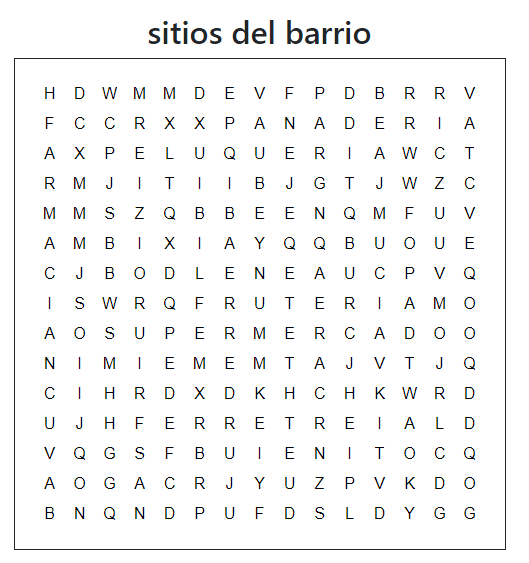 sitios del barrio
H D W M M D E V F P D B R R V
F C C R X X P A N A D E R I A
A X P E L U Q U E R I A W C T
R M J I T I I B J G T J W Z C
M M S Z Q B B E E N Q M F U V
A M B I X I A Y Q Q B U O U E
C J B O D L E N E A U C P V Q
I S W R Q F R U T E R I A M O
A O S U P E R M E R C A D O O
N I M I E M E M T A J V T J Q
C I H R D X D K H C H K W R D
U J H F E R R E T R E I A L D
V Q G S F B U I E N I T O C Q
A O G A C R J Y U Z P V K D O
B N Q N D P U F D S L D Y G G